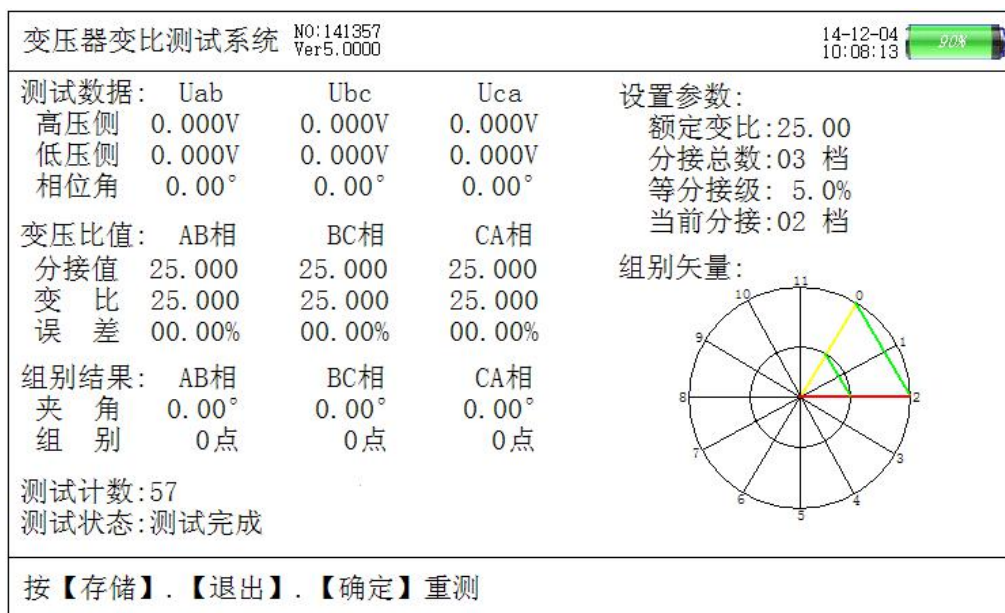 变压器变比测试系统 NO:141357
Ver5.0000
14-12-04
10:08:13
90%
测试数据: Uab Ubc Uca
高压侧 0.000V 0.000V 0.000V
低压侧 0.000V 0.000V 0.000V
相位角 0.00° 0.00° 0.00°
变压比值: AB相 BC相 CA相
分接值 25.000 25.000 25.000
变 比 25.000 25.000 25.000
误 差 00.00% 00.00% 00.00%
组别结果: AB相 BC相 CA相
夹 角 0.00° 0.00° 0.00°
组 别 0点 0点 0点
测试计数:57
测试状态:测试完成
设置参数:
额定变比:25.00
分接总数:03 档
等分接级: 5.0%
当前分接:02 档
组别矢量:
11
10
0
9
1
8
2
7
3
6
4
5
按【存储】.【退出】.【确定】重测